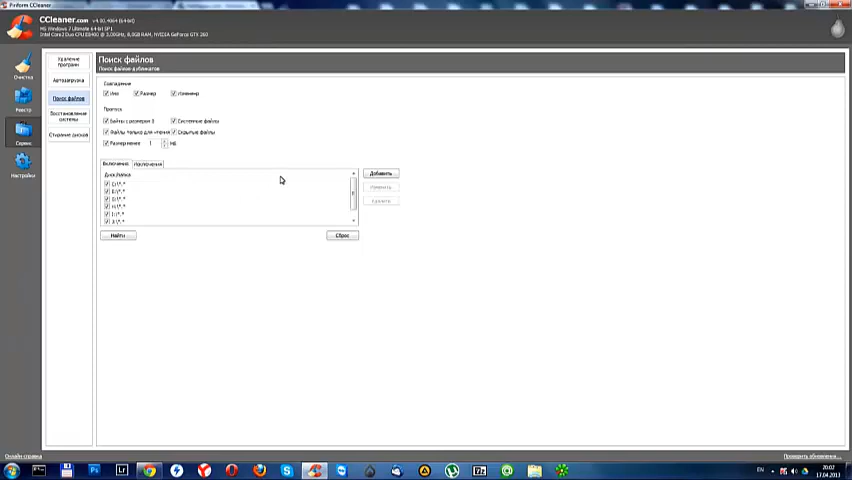 Piriform CCleaner
CCleaner.com v4.00.4064 (64-bit)
MS Windows 7 Ultimate 64-bit SP1
Intel Core2 Duo CPU E8400 @ 3.00GHz, 8,0GB RAM, NVIDIA GeForce GTX 260
Очистка
Реестр
Сервис
Настройки
Удаление
программ
Автозагрузка
Поиск файлов
Восстановление
системы
Стирание дисков
Поиск файлов
Поиск файлов дубликатов
Совпадение
Имя
Размер
Изменено
Пропуск
Файлы с размером 0
Системные файлы
Файлы только для чтения
Скрытые файлы
Размер менее 1 МБ
Включения
Исключения
Диск/папка
C:\*.*
I:\*.*
Добавить
Изменить
Удалить
Найти
Сброс
Онлайн-справка
Проверить обновления...
Lr
Ps
EN
20:02
17.04.2013